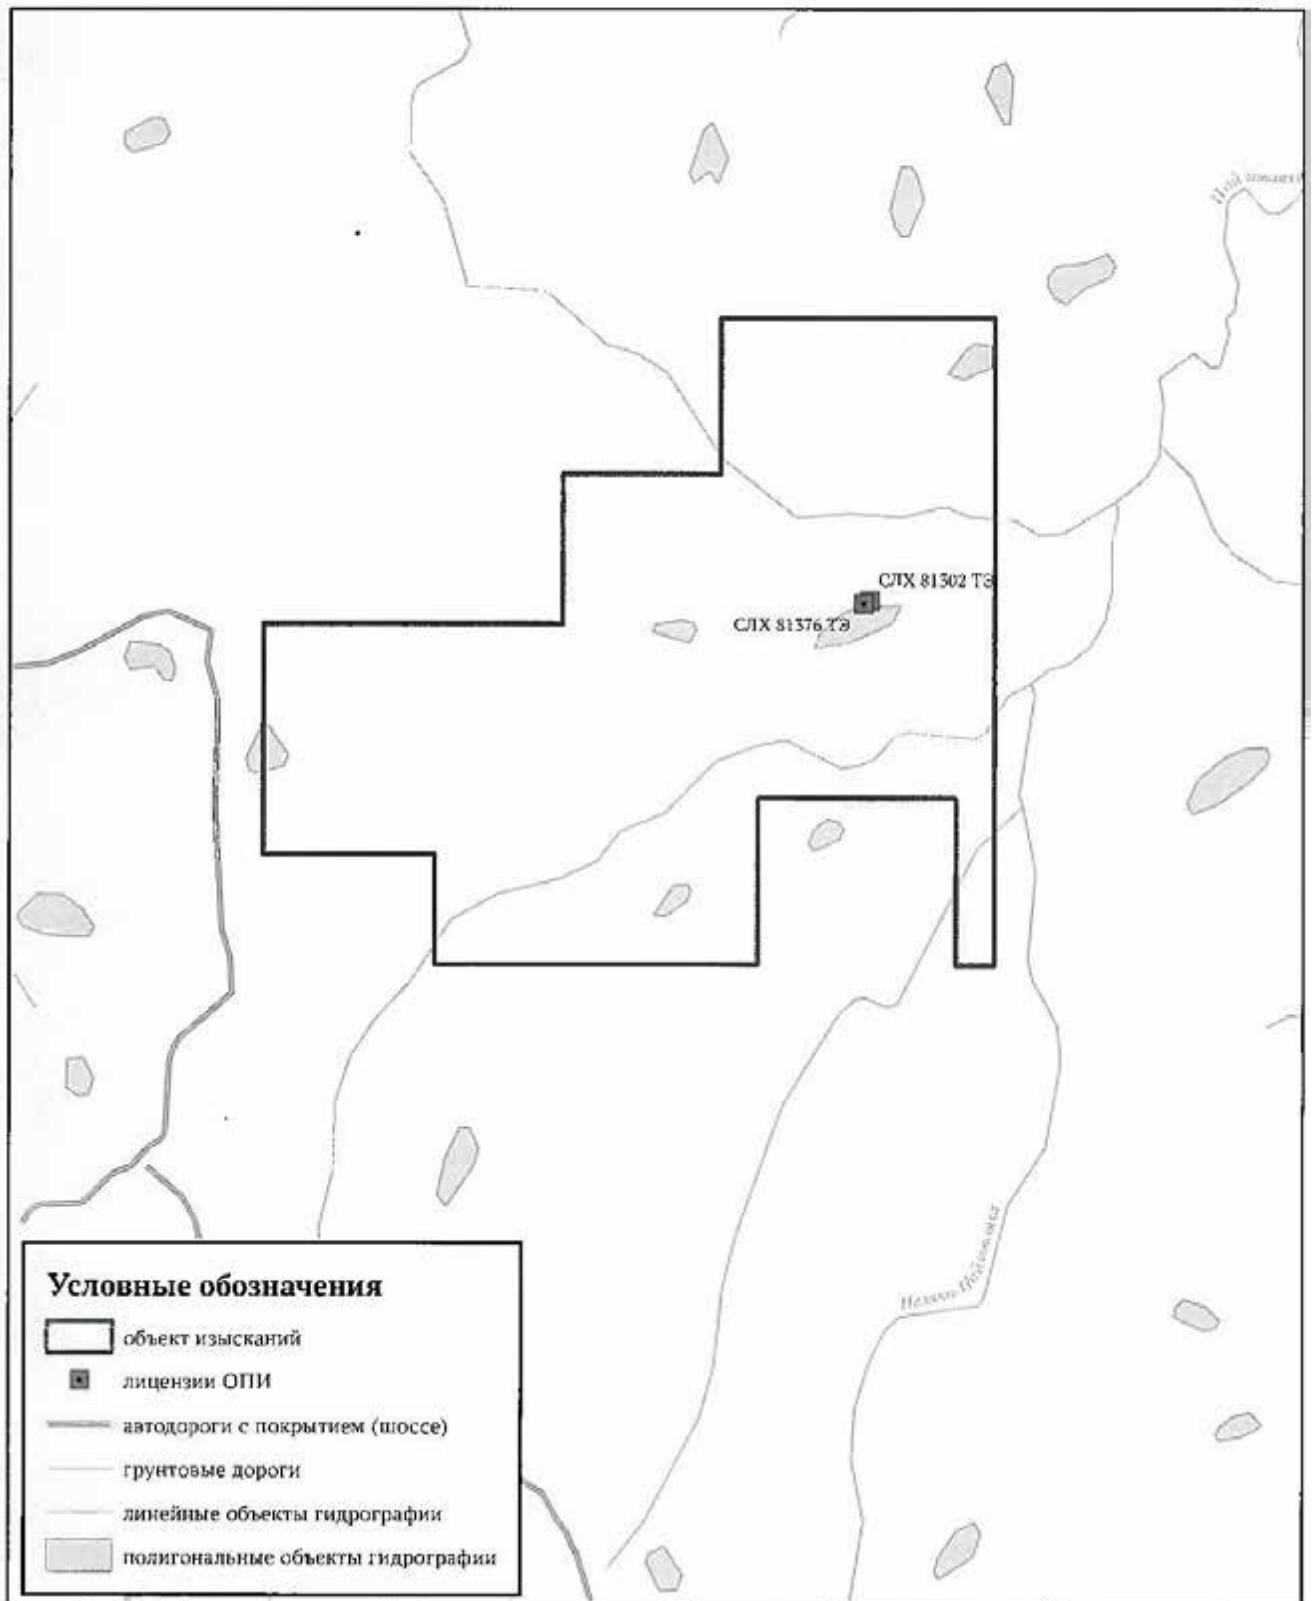 СЛХ 81302 ТЭ
СЛХ 81376 ТЭ
Условные обозначения
объект изысканий
лицензии ОПИ
автодороги с покрытием (шоссе)
грунтовые дороги
линейные объекты гидрографии
полигональные объекты гидрографии